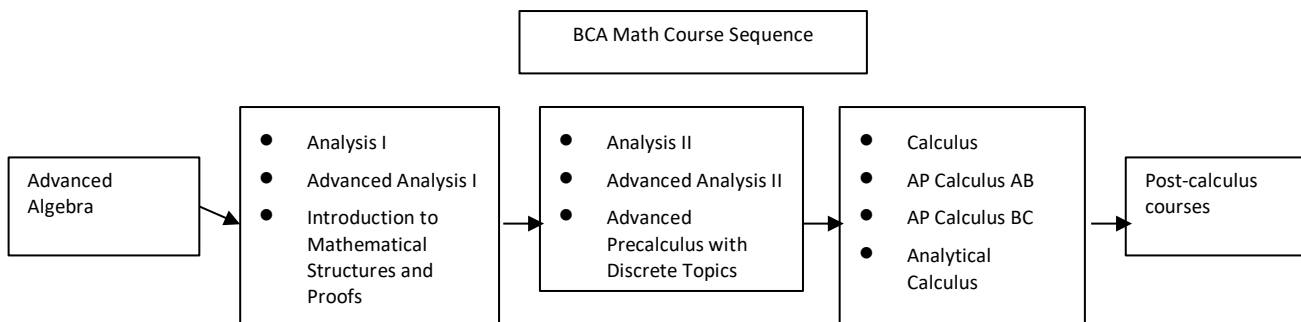 BCA Math Course Sequence
Advanced
Algebra
● Analysis I
● Advanced Analysis I
● Introduction to
Mathematical
Structures and
Proofs
● Analysis II
● Advanced Analysis II
● Advanced
Precalculus with
Discrete Topics
● Calculus
● AP Calculus AB
● AP Calculus BC
● Analytical
Calculus
Post-calculus
courses